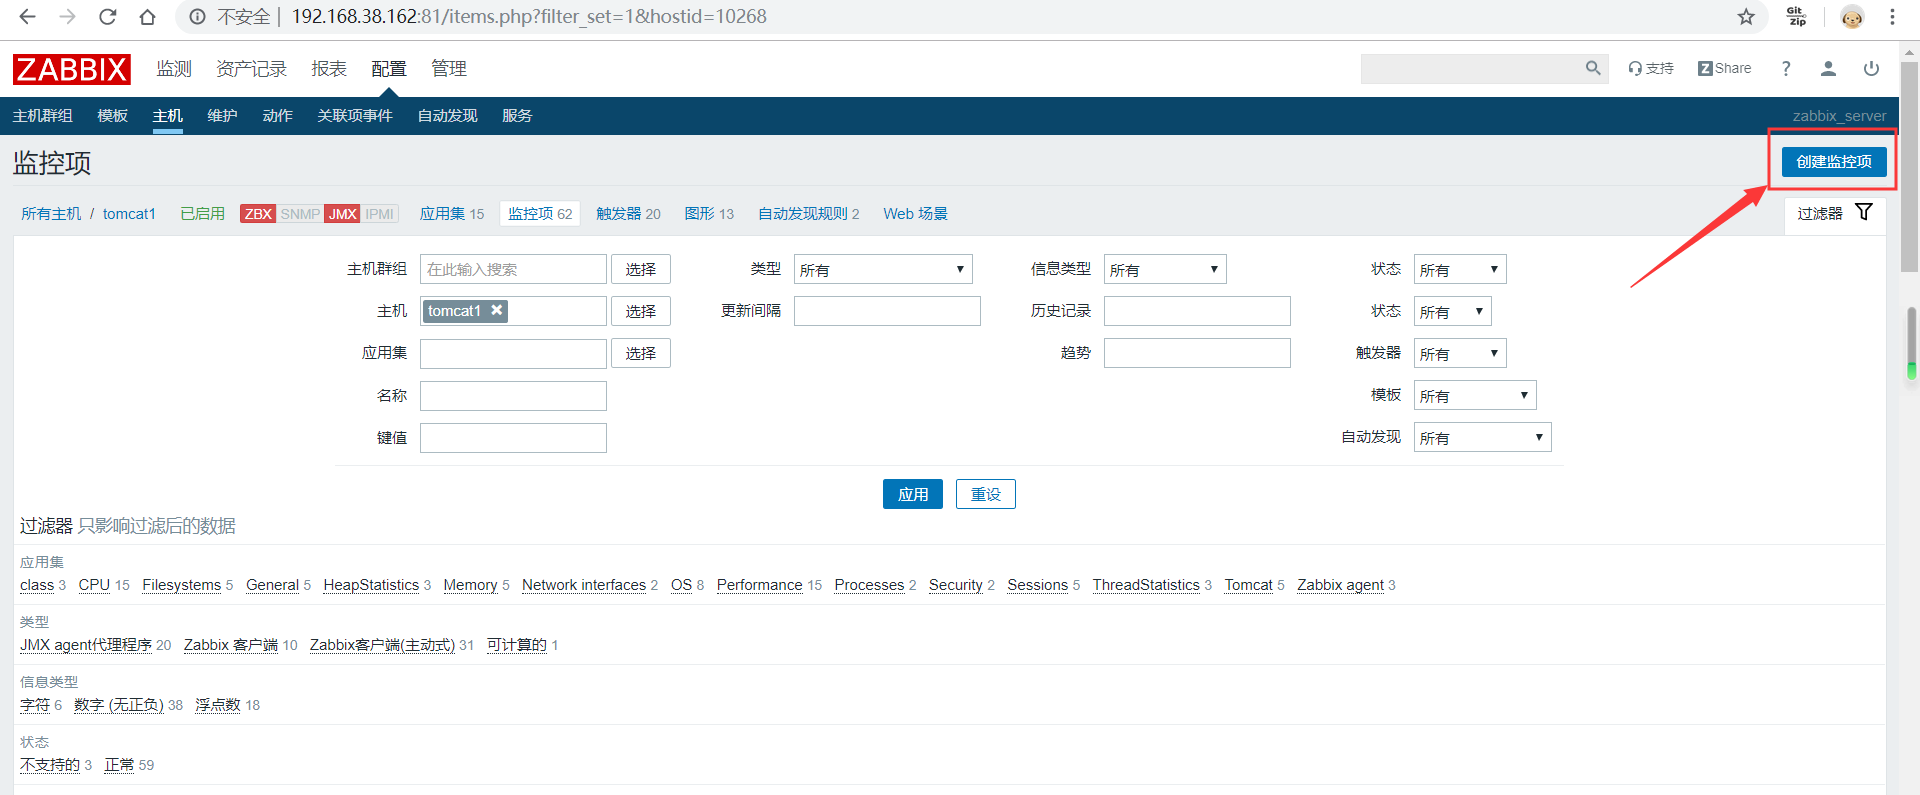 不安全 | 192.168.38.162:81/items.php?filter_set=1&hostid=10268 Git Zip
ZABBIX 监测 资产记录 报表 配置 管理 支持 Z Share ?
主机群组 模板 主机 维护 动作 关联项事件 自动发现 服务 zabbix_server
监控项 创建监控项
所有主机 / tomcat1 已启用 ZBX SNMP JMX IPMI 应用集 15 监控项 62 触发器 20 图形 13 自动发现规则 2 Web 场景 过滤器
主机群组 在此输入搜索 选择 类型 所有 信息类型 所有 状态 所有
主机 tomcat1 选择 更新间隔 历史记录 状态 所有
应用集 选择 趋势 触发器 所有
名称 模板 所有
键值 自动发现 所有
应用 重设
过滤器 只影响过滤后的数据
应用集
class 3 CPU 15 Filesystems 5 General 5 HeapStatistics 3 Memory 5 Network interfaces 2 OS 8 Performance 15 Processes 2 Security 2 Sessions 5 ThreadStatistics 3 Tomcat 5 Zabbix agent 3
类型
JMX agent代理程序 20 Zabbix 客户端 10 Zabbix客户端(主动式) 31 可计算的 1
信息类型
字符 6 数字 (无正负) 38 浮点数 18
状态
不支持的 3 正常 59